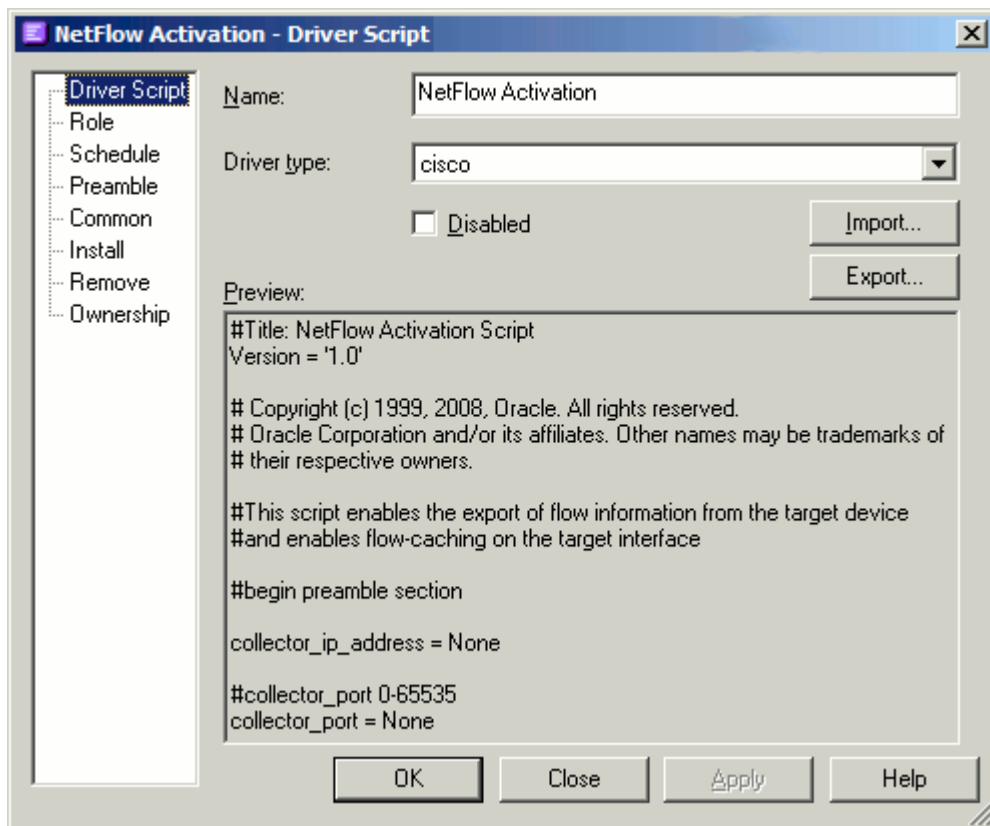 NetFlow Activation - Driver Script
Driver Script
Role
Schedule
Preamble
Common
Install
Remove
Ownership
Name:
NetFlow Activation
Driver type:
cisco
Disabled
Import...
Export...
Preview:
#Title: NetFlow Activation Script
Version = '1.0'
# Copyright (c) 1999, 2008, Oracle. All rights reserved.
# Oracle Corporation and/or its affiliates. Other names may be trademarks of
# their respective owners.
#This script enables the export of flow information from the target device
#and enables flow-caching on the target interface
#begin preamble section
collector_ip_address = None
#collector_port 0-65535
collector_port = None
OK
Close
Apply
Help